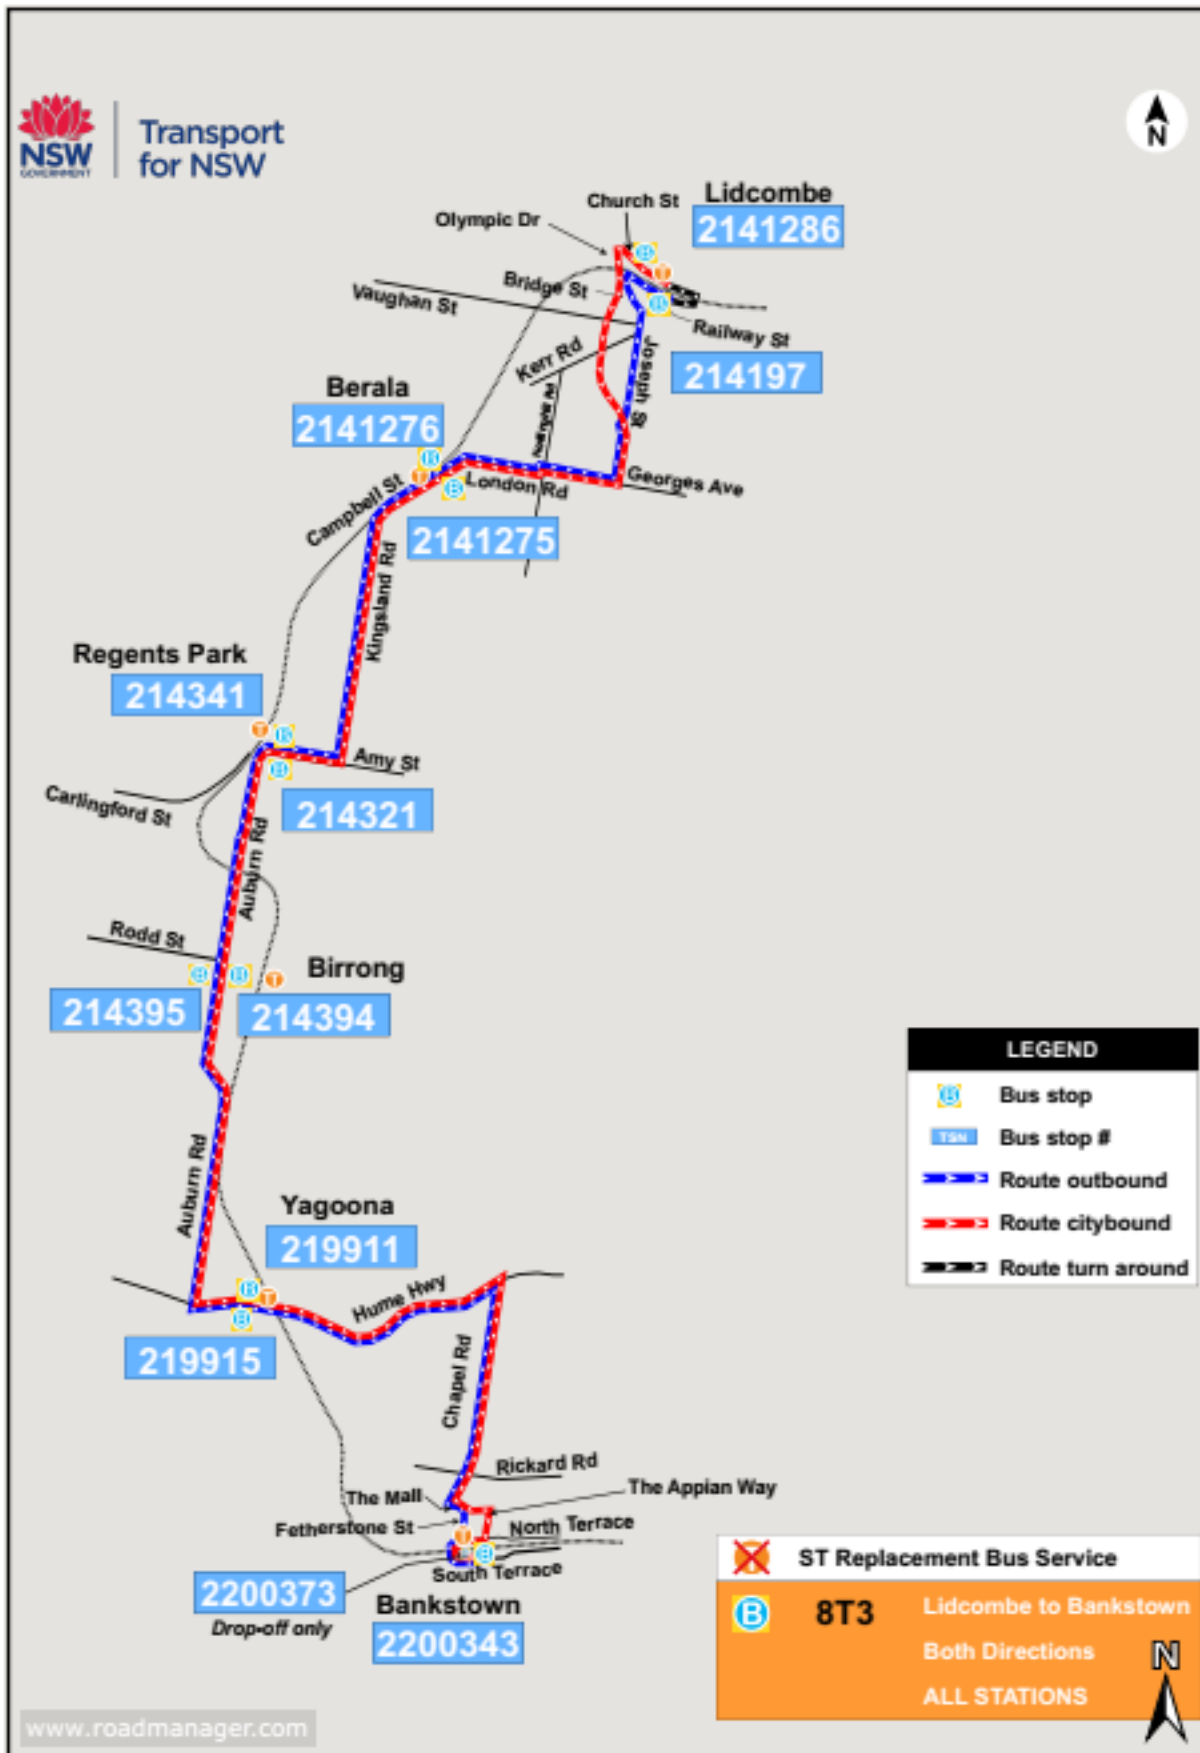 NSW
GOVERNMENT
Transport
for NSW
N
Lidcombe
2141286
Church St
Olympic Dr
Bridge St
Vaughan St
Railway St
214197
Kerr Rd
Joseph St
Berala
2141276
Campbell St
London Rd
Georges Ave
2141275
Kingsland Rd
Regents Park
214341
Amy St
Carlingford St
214321
Auburn Rd
Rodd St
Birrong
214395
214394
Auburn Rd
Yagoona
219911
Hume Hwy
219915
Chapel Rd
Rickard Rd
The Mall
The Appian Way
Fetherstone St
North Terrace
South Terrace
2200373
Drop-off only
Bankstown
2200343
LEGEND
B Bus stop
TSN Bus stop #
Route outbound
Route citybound
Route turn around
ST Replacement Bus Service
B 8T3 Lidcombe to Bankstown
Both Directions
ALL STATIONS
N
www.roadmanager.com